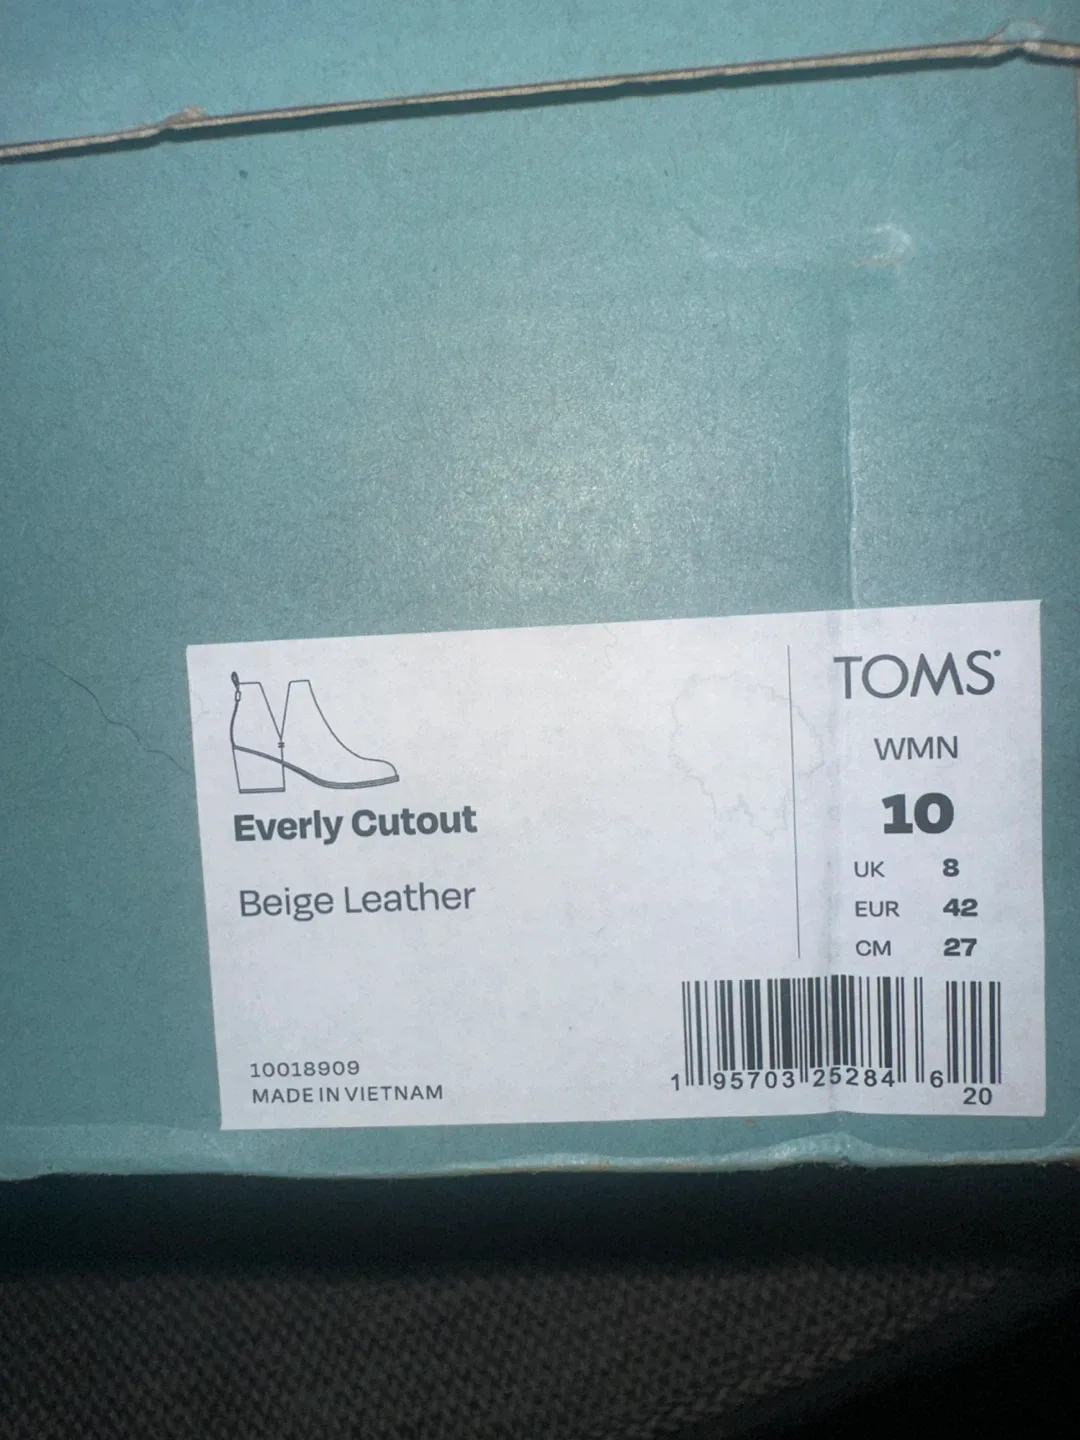 Everly Cutout
Beige Leather
10018909
MADE IN VIETNAM
TOMS
WMN
10
UK 8
EUR 42
CM 27
1 95703 25284 6
20